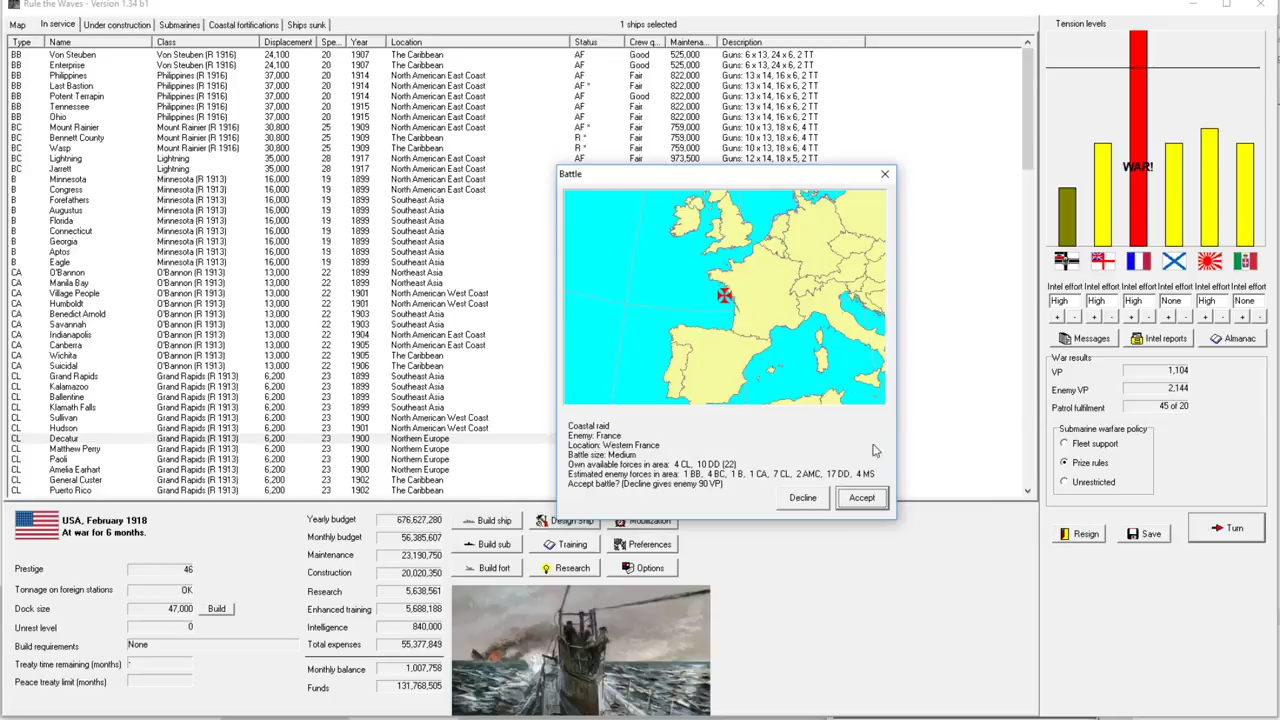 Rule the Waves - Version 1.34 b1
Map In service Under construction Submarines Coastal fortifications Ships sunk 1 ships selected
Type Name Class Displacement Spe... Year Location Status Crew q... Maintena... Description
BB Von Steuben Von Steuben (R 1916) 24,100 20 1907 The Caribbean AF Good 525,000 Guns: 6 x 13, 24 x 6, 2 TT
BB Enterprise Von Steuben (R 1916) 24,100 20 1907 The Caribbean AF Good 525,000 Guns: 6 x 13, 24 x 6, 2 TT
BB Philippines Philippines (R 1916) 37,000 20 1914 North American East Coast AF Fair 822,000 Guns: 13 x 14, 16 x 6, 2 TT
BB Last Bastion Philippines (R 1916) 37,000 20 1914 North American East Coast AF * Fair 822,000 Guns: 13 x 14, 16 x 6, 2 TT
BB Potent Terrapin Philippines (R 1916) 37,000 20 1914 North American East Coast AF Good 822,000 Guns: 13 x 14, 16 x 6, 2 TT
BB Tennessee Philippines (R 1916) 37,000 20 1915 North American East Coast AF Fair 822,000 Guns: 13 x 14, 16 x 6, 2 TT
BB Ohio Philippines (R 1916) 37,000 20 1915 North American East Coast AF Fair 822,000 Guns: 13 x 14, 16 x 6, 2 TT
BC Mount Rainier Mount Rainier (R 1916) 30,800 25 1909 North American East Coast AF * Fair 759,000 Guns: 10 x 13, 18 x 6, 4 TT
BC Bennett County Mount Rainier (R 1916) 30,800 25 1909 The Caribbean R * Fair 759,000 Guns: 10 x 13, 18 x 6, 4 TT
BC Wasp Mount Rainier (R 1916) 30,800 25 1909 The Caribbean R * Fair 759,000 Guns: 10 x 13, 18 x 6, 4 TT
BC Lightning Lightning 35,000 28 1917 North American East Coast AF Fair 973,500 Guns: 12 x 14, 18 x 5, 2 TT
BC Jarrett Lightning 35,000 28 1917 North American East Coast
B Minnesota Minnesota (R 1913) 16,000 19 1899 North American East Coast
B Congress Minnesota (R 1913) 16,000 19 1899 North American East Coast
B Forefathers Minnesota (R 1913) 16,000 19 1899 Southeast Asia
B Augustus Minnesota (R 1913) 16,000 19 1899 Southeast Asia
B Florida Minnesota (R 1913) 16,000 19 1899 Southeast Asia
B Connecticut Minnesota (R 1913) 16,000 19 1899 Southeast Asia
B Georgia Minnesota (R 1913) 16,000 19 1899 Southeast Asia
B Aptos Minnesota (R 1913) 16,000 19 1899 Southeast Asia
B Eagle Minnesota (R 1913) 16,000 19 1899 Southeast Asia
CA O'Bannon O'Bannon (R 1913) 13,000 22 1899 Northeast Asia
CA Manila Bay O'Bannon (R 1913) 13,000 22 1899 Northeast Asia
CA Village People O'Bannon (R 1913) 13,000 22 1901 North American West Coast
CA Humboldt O'Bannon (R 1913) 13,000 22 1901 North American West Coast
CA Benedict Arnold O'Bannon (R 1913) 13,000 22 1903 Southeast Asia
CA Savannah O'Bannon (R 1913) 13,000 22 1903 Southeast Asia
CA Indianapolis O'Bannon (R 1913) 13,000 22 1904 North American West Coast
CA Canberra O'Bannon (R 1913) 13,000 22 1905 North American West Coast
CA Wichita O'Bannon (R 1913) 13,000 22 1905 The Caribbean
CA Suicidal O'Bannon (R 1913) 13,000 22 1906 The Caribbean
CL Grand Rapids Grand Rapids (R 1913) 6,200 23 1899 Southeast Asia
CL Kalamazoo Grand Rapids (R 1913) 6,200 23 1899 Southeast Asia
CL Ballentine Grand Rapids (R 1913) 6,200 23 1899 Southeast Asia
CL Klamath Falls Grand Rapids (R 1913) 6,200 23 1899 Southeast Asia
CL Sullivan Grand Rapids (R 1913) 6,200 23 1900 North American West Coast
CL Hudson Grand Rapids (R 1913) 6,200 23 1901 North American West Coast
CL Decatur Grand Rapids (R 1913) 6,200 23 1900 Northern Europe
CL Matthew Perry Grand Rapids (R 1913) 6,200 23 1900 Northern Europe
CL Paoli Grand Rapids (R 1913) 6,200 23 1900 Northern Europe
CL Amelia Earhart Grand Rapids (R 1913) 6,200 23 1900 Northern Europe
CL Gunther Grand Rapids (R 1913) 6,200 23 1902 The Caribbean
CL Puerto Rico Grand Rapids (R 1913) 6,200 23 1902 The Caribbean
Battle
Coastal raid
Enemy: France
Location: Western France
Battle size: Medium
Own available forces in area: 4 CL, 10 DD (22)
Estimated enemy forces in area: 1 BB, 4 BC, 1 B, 1 CA, 7 CL, 2 AMC, 17 DD, 4 MS
Accept battle? (Decline gives enemy 90 VP)
Decline Accept
Tension levels
WAR!
Intel effort Intel effort Intel effort Intel effort Intel effort Intel effort
High High High None High None
+ - + - + - + - + - + -
Messages Intel reports Almanac
War results
VP 1,104
Enemy VP 2,144
Patrol fulfilment 45 of 20
Submarine warfare policy
Fleet support
Prize rules
Unrestricted
Resign Save Turn
USA, February 1918
At war for 6 months.
Prestige 46
Tonnage on foreign stations OK
Dock size 47,000 Build
Unrest level 0
Build requirements None
Treaty time remaining (months) -
Peace treaty limit (months)
Yearly budget 676,627,280
Monthly budget 56,385,607
Maintenance 23,190,750
Construction 20,020,350
Research 5,638,561
Enhanced training 5,688,188
Intelligence 840,000
Total expenses 55,377,849
Monthly balance 1,007,758
Funds 131,768,505
Build ship Design Ship Mobilization
Build sub Training Preferences
Build fort Research Options